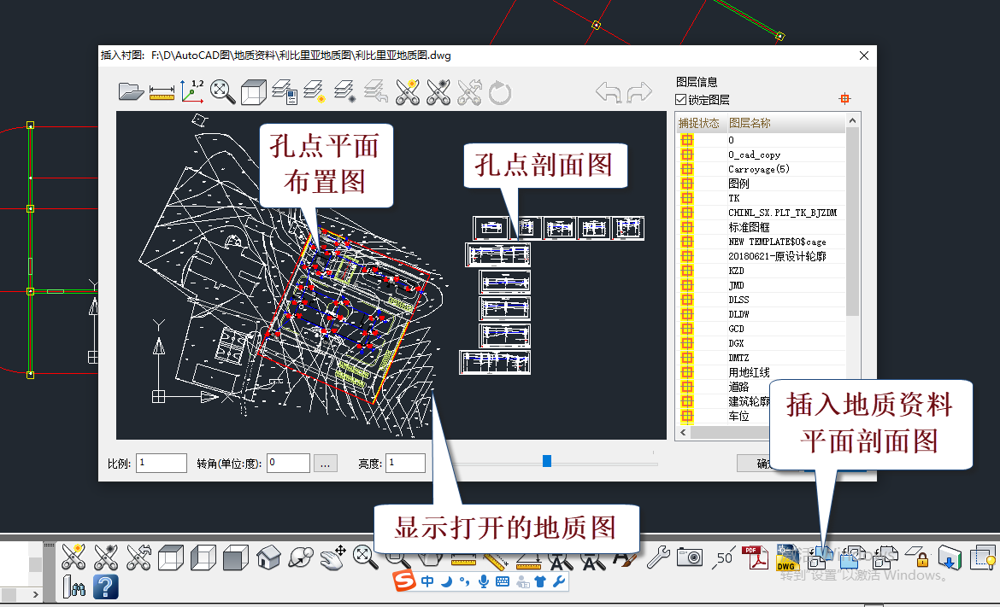 插入衬图: F:\D\AutoCAD图\地质资料\利比里亚地质图\利比里亚地质图.dwg
1,2
图层信息
锁定图层
捕捉状态 图层名称
0
0_cad_copy
Carroyage(5)
图例
TK
CHINL_SX.PLT_TK_BJZDM
标准图框
NEW TEMPLATE$0$cage
20180621-原设计轮廓
KZD
JMD
DLSS
DLDW
GCD
DGX
DMTZ
用地红线
道路
建筑轮廓
车位
孔点平面
布置图
孔点剖面图
Y
X
Y
插入地质资料
平面剖面图
比例: 1 转角(单位:度): 0 ... 亮度: 1
显示打开的地质图
A A A .50 PDF DWG
中
转到"设置"以激活 Windows。